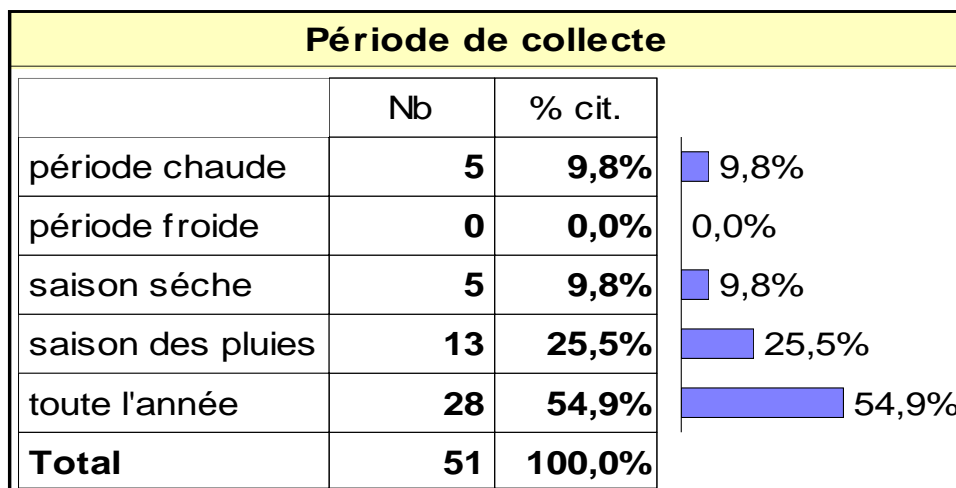 Période de collecte
Nb % cit.
période chaude 5 9,8% 9,8%
période froide 0 0,0% 0,0%
saison séche 5 9,8% 9,8%
saison des pluies 13 25,5% 25,5%
toute l'année 28 54,9% 54,9%
Total 51 100,0%